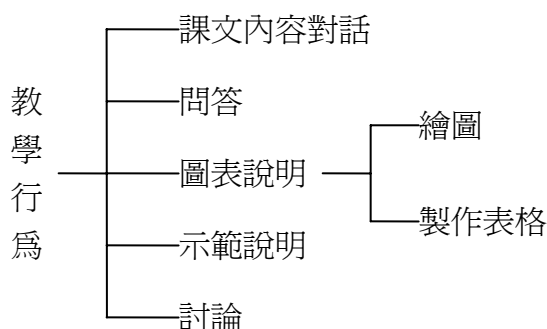 教學行爲
課文內容對話
問答
圖表說明
示範說明
討論
繪圖
製作表格